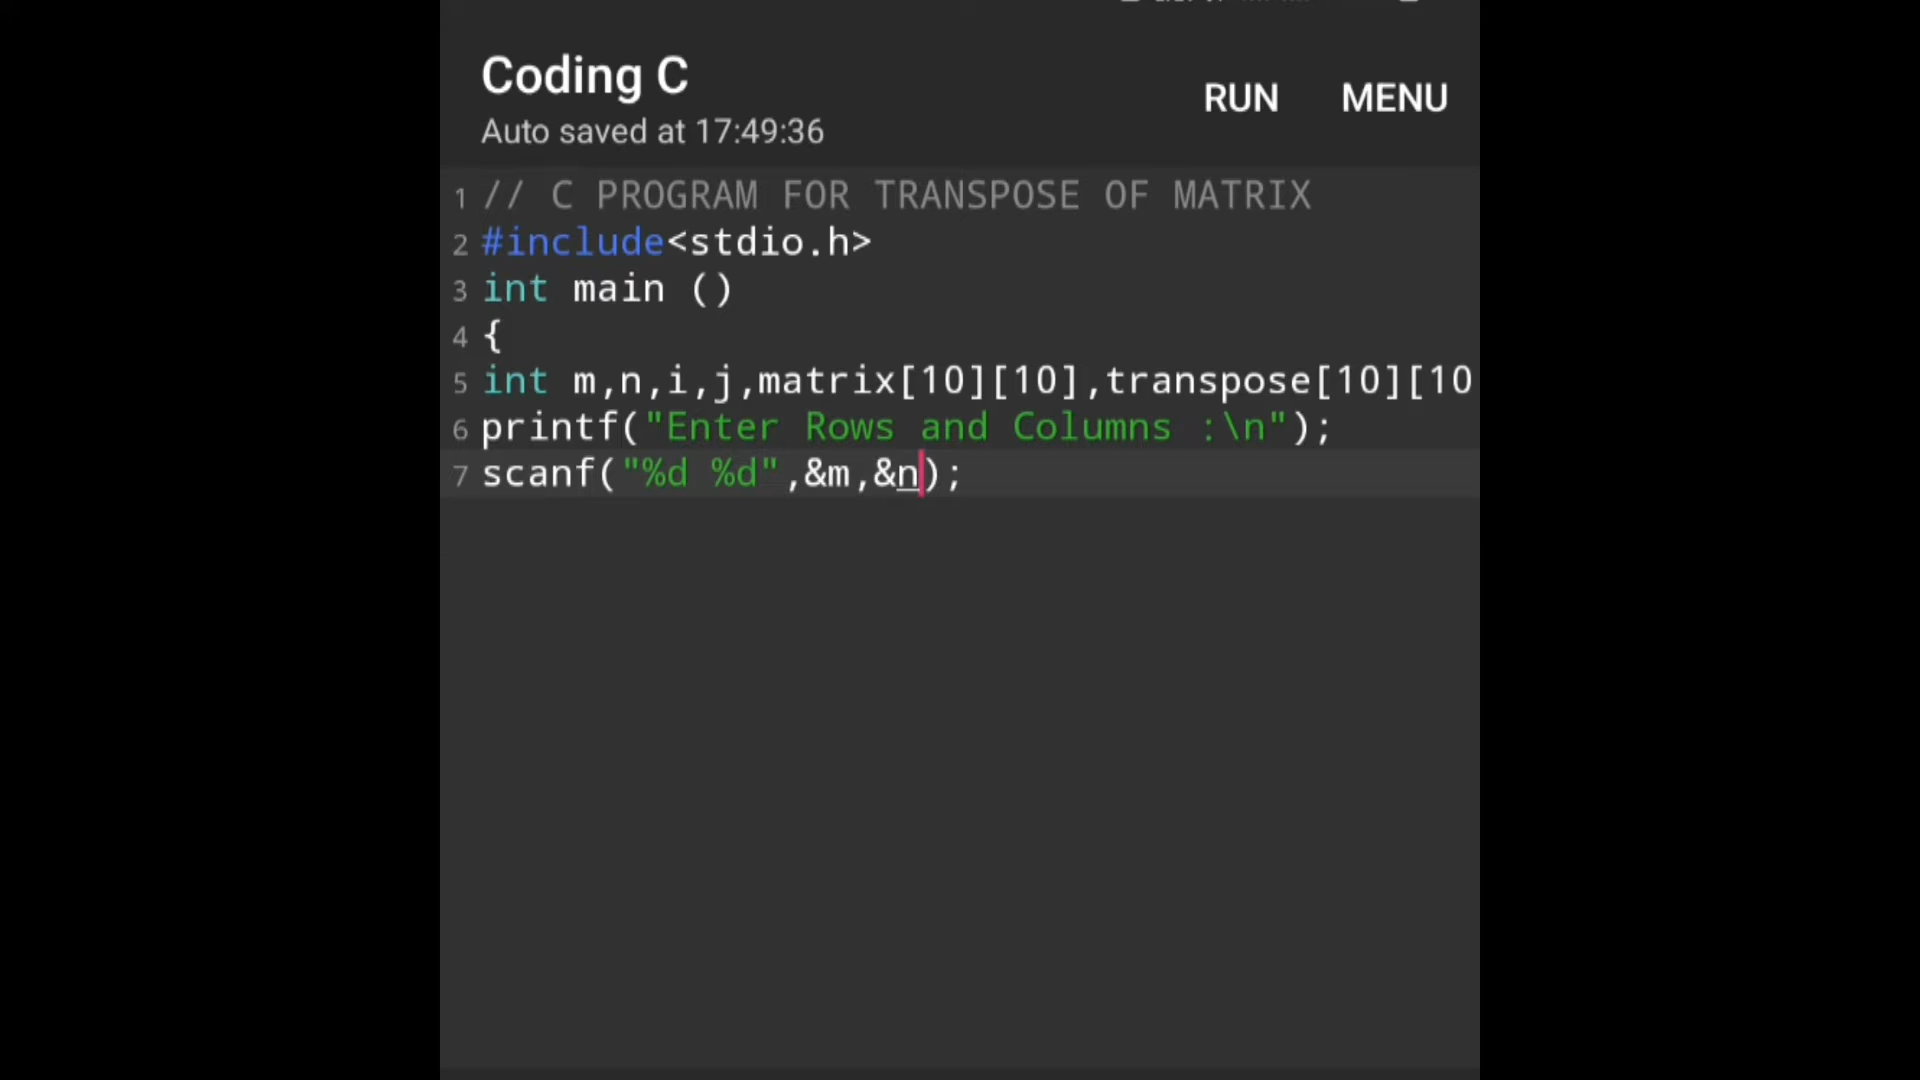 Coding C
Auto saved at 17:49:36
RUN MENU
1 // C PROGRAM FOR TRANSPOSE OF MATRIX
2 #include<stdio.h>
3 int main ()
4 {
5 int m,n,i,j,matrix[10][10],transpose[10][10
6 printf("Enter Rows and Columns :\n");
7 scanf("%d %d",&m,&n);